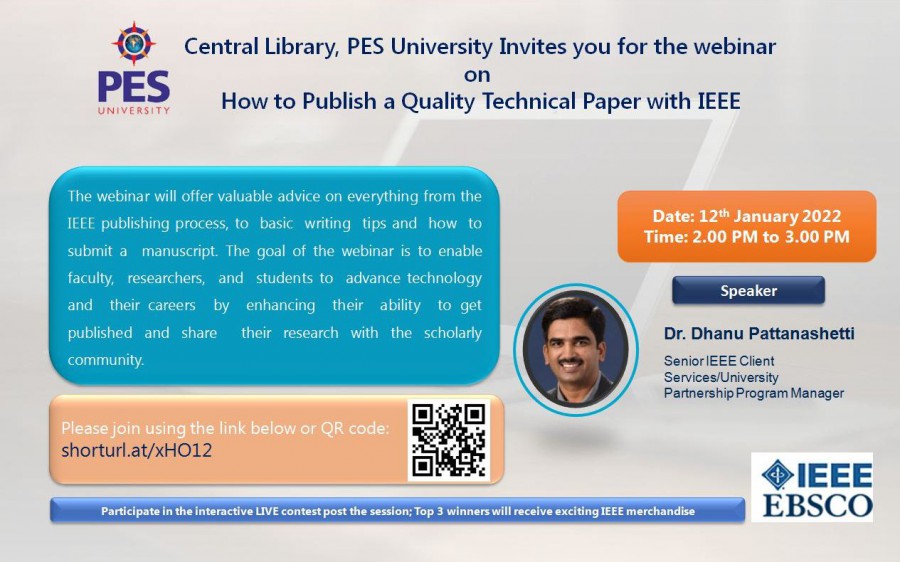 PES
UNIVERSITY
Central Library, PES University Invites you for the webinar
on
How to Publish a Quality Technical Paper with IEEE
The webinar will offer valuable advice on everything from the
IEEE publishing process, to basic writing tips and how to
submit a manuscript. The goal of the webinar is to enable
faculty, researchers, and students to advance technology
and their careers by enhancing their ability to get
published and share their research with the scholarly
community.
Date: 12th January 2022
Time: 2.00 PM to 3.00 PM
Speaker
Dr. Dhanu Pattanashetti
Senior IEEE Client
Services/University
Partnership Program Manager
Please join using the link below or QR code:
shorturl.at/xHO12
IEEE
EBSCO
Participate in the interactive LIVE contest post the session; Top 3 winners will receive exciting IEEE merchandise